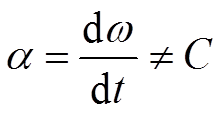 α = dω/dt ≠ C